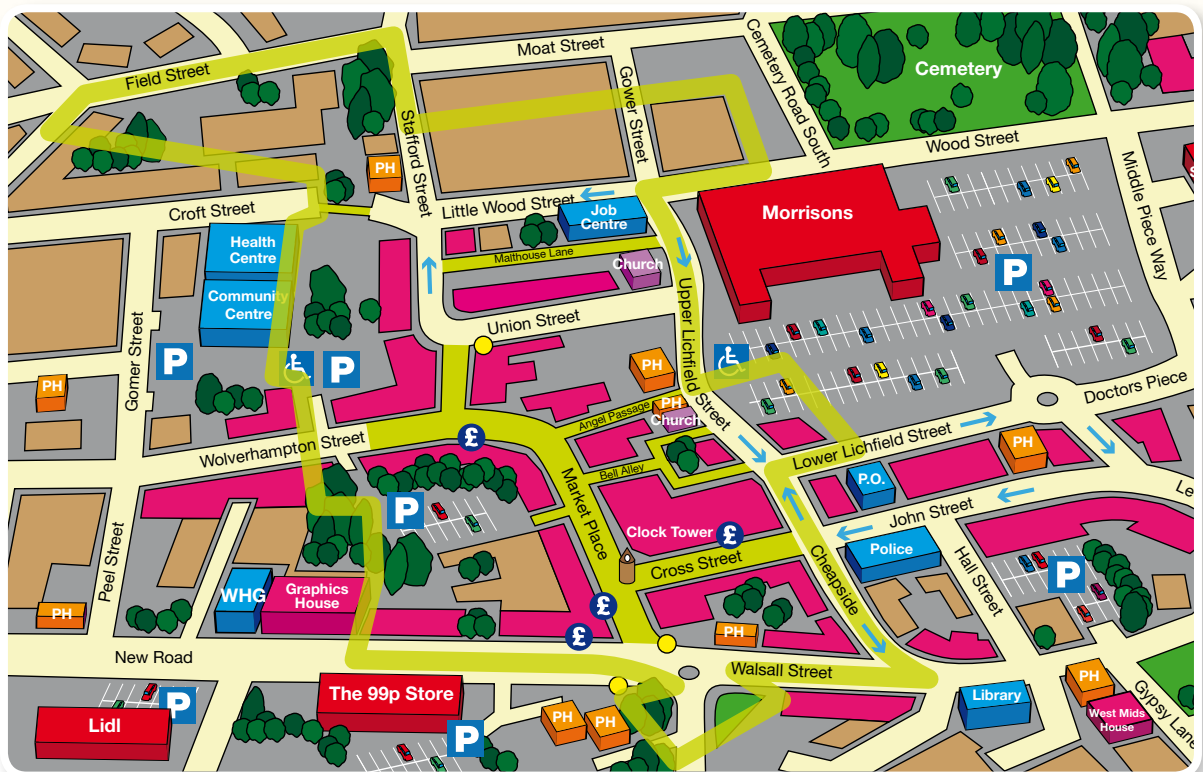 Field Street
Moat Street
Cemetery Road South
Cemetery
Gower Street
Stafford Street
Wood Street
Middle Piece Way
PH
Croft Street
Little Wood Street
Job
Centre
Morrisons
Health
Centre
Malthouse Lane
Church
P
Community
Centre
Upper Lichfield Street
Union Street
Gomer Street
P
P
PH
PH
Doctors Piece
PH
Angel Passage
Church
Wolverhampton Street
£
Lower Lichfield Street
PH
Bell Alley
P.O.
Le
P
Market Place
John Street
Clock Tower
£
Police
Peel Street
Cross Street
Cheapside
Hall Street
P
WHG
Graphics
House
£
PH
£
PH
New Road
Walsall Street
The 99p Store
P
Lidl
PH
PH
P
Library
PH
West Mids
House
Gypsy Lane